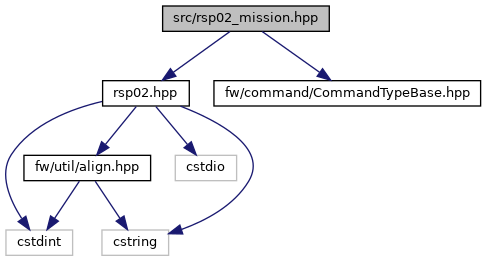 src/rsp02_mission.hpp
rsp02.hpp
fw/command/CommandTypeBase.hpp
fw/util/align.hpp
cstdio
cstdint
cstring